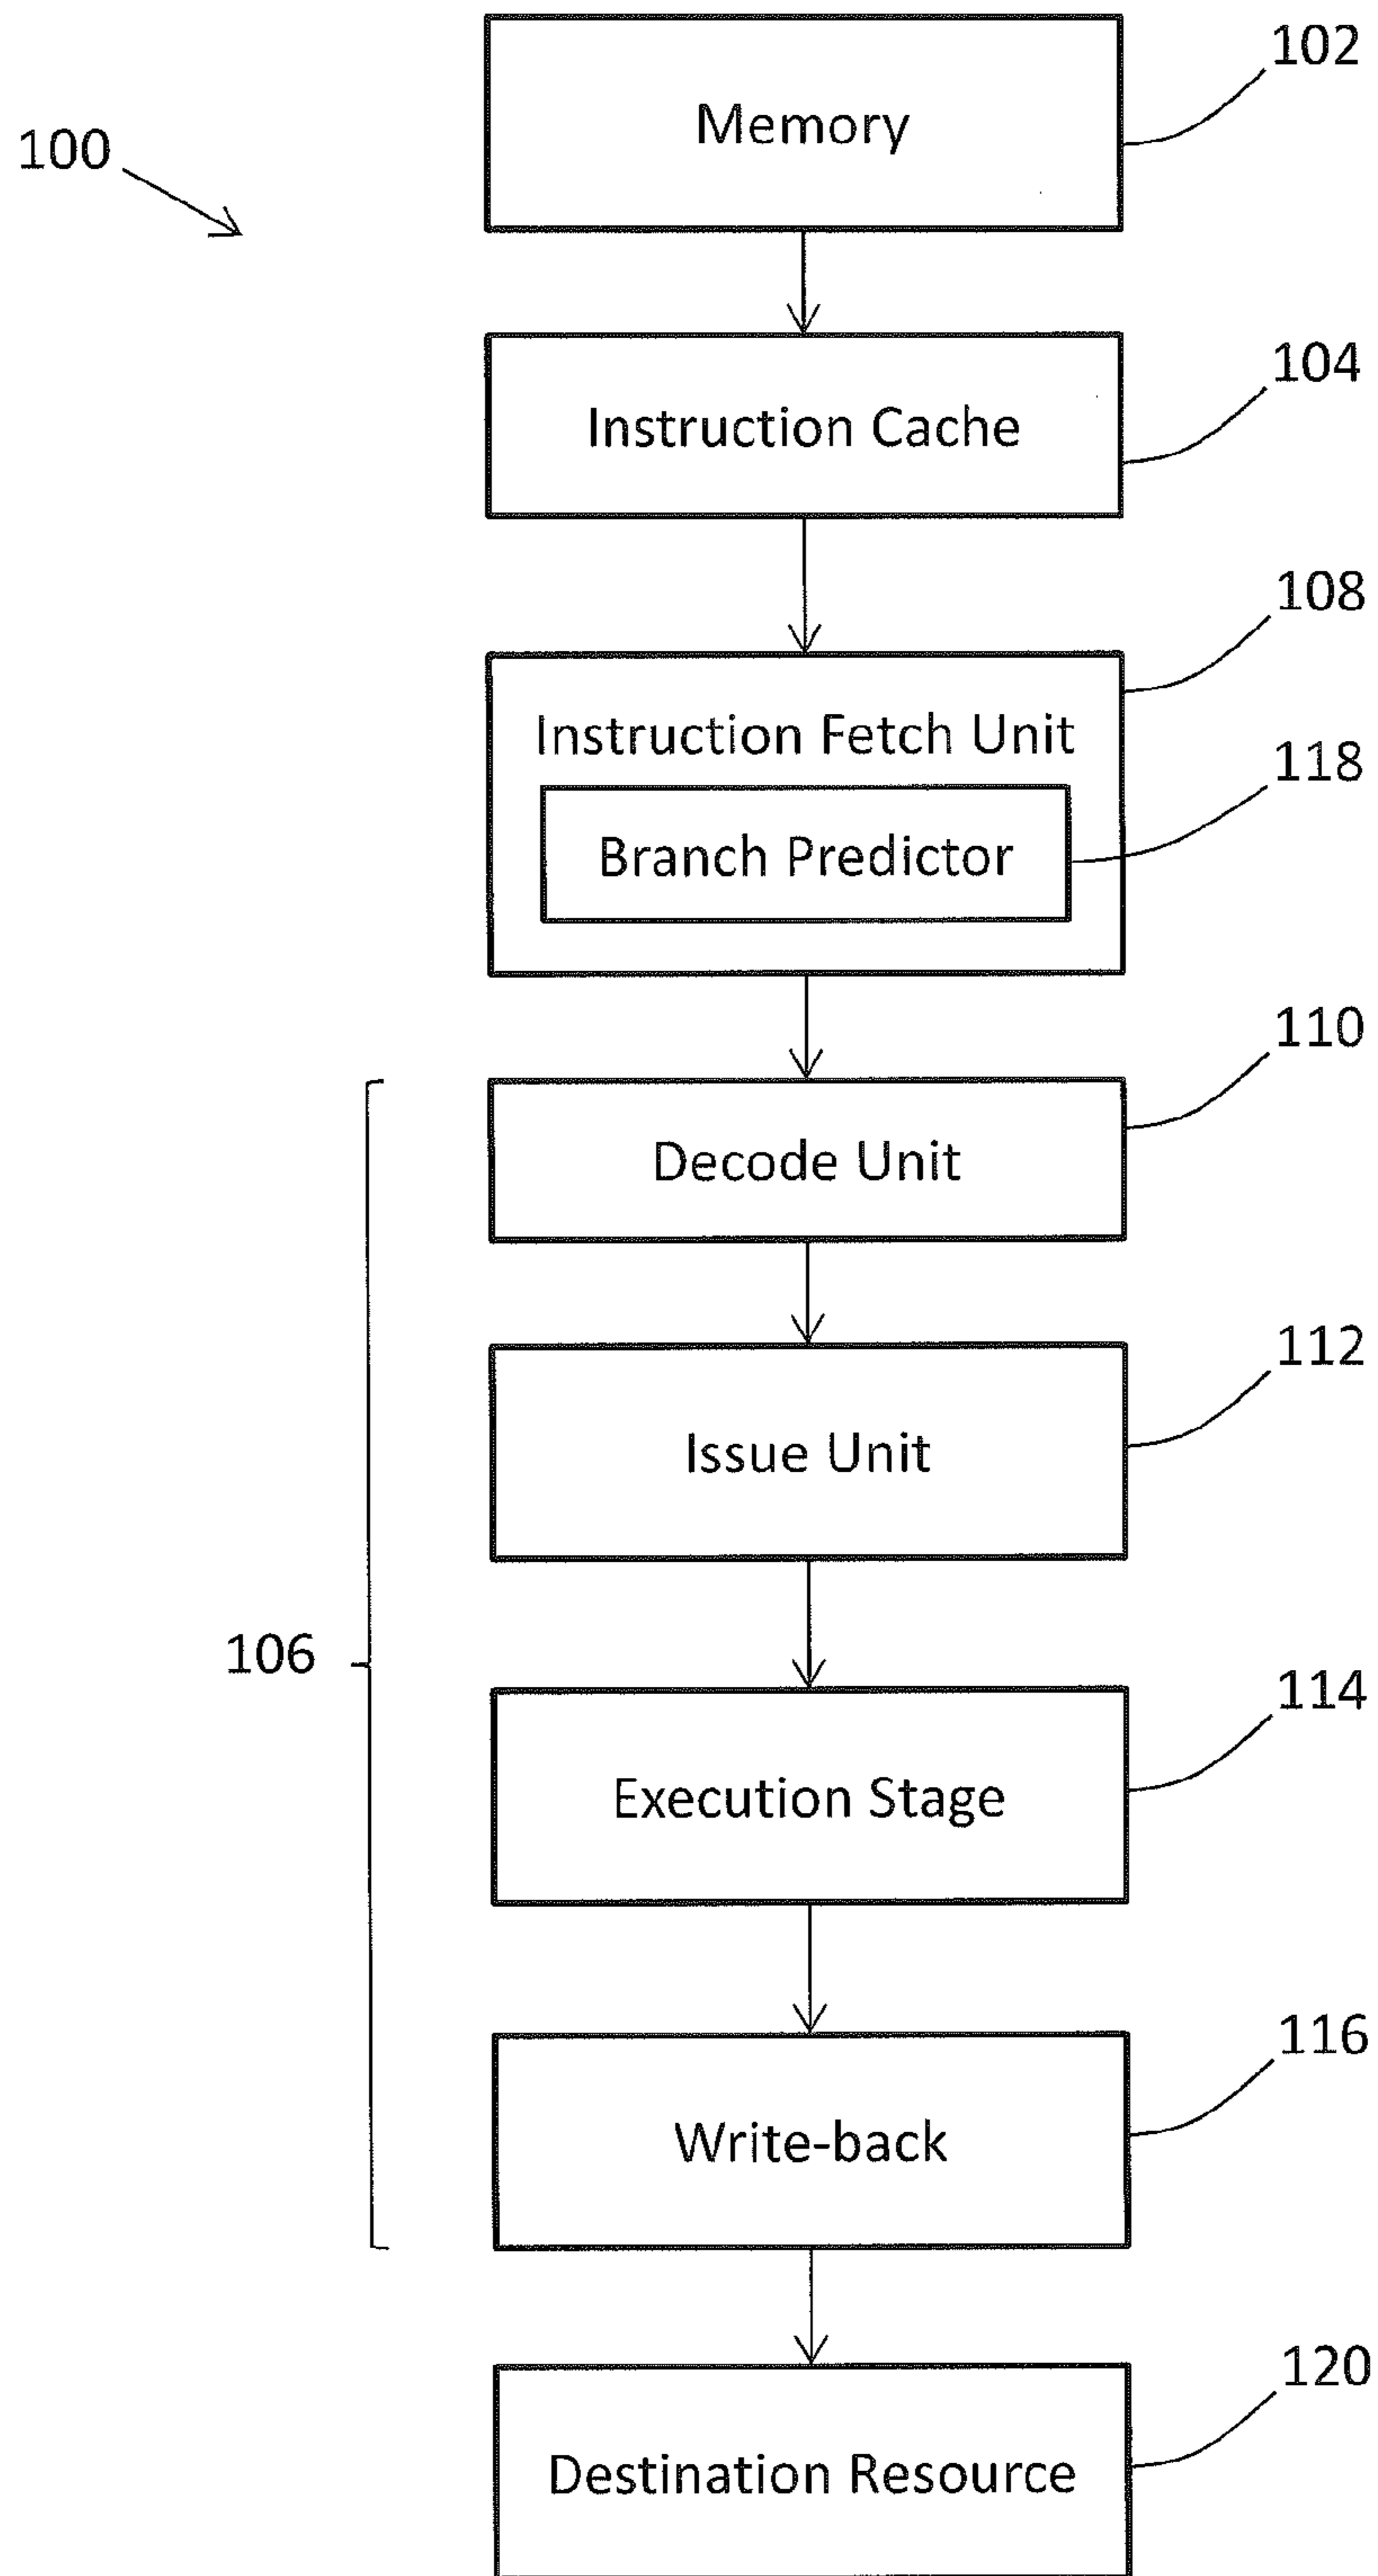 102
Memory
100
104
Instruction Cache
108
Instruction Fetch Unit
118
Branch Predictor
110
Decode Unit
112
Issue Unit
106
114
Execution Stage
116
Write-back
120
Destination Resource